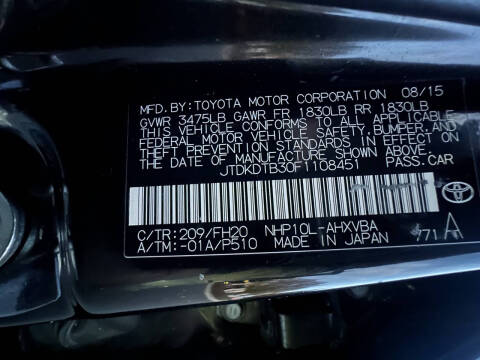 MFD. BY: TOYOTA MOTOR CORPORATION 08/15
GVWR 3475LB GAWR FR 1830LB RR 1830LB
THIS VEHICLE CONFORMS TO ALL APPLICABLE
FEDERAL MOTOR VEHICLE SAFETY, BUMPER, AND
THEFT PREVENTION STANDARDS IN EFFECT ON
THE DATE OF MANUFACTURE SHOWN ABOVE.
JTDKDTB30F1108451 PASS.CAR
C/TR: 209/FH20 NHP10L-AHXVBA
A/TM: -01A/P510 MADE IN JAPAN 771 A